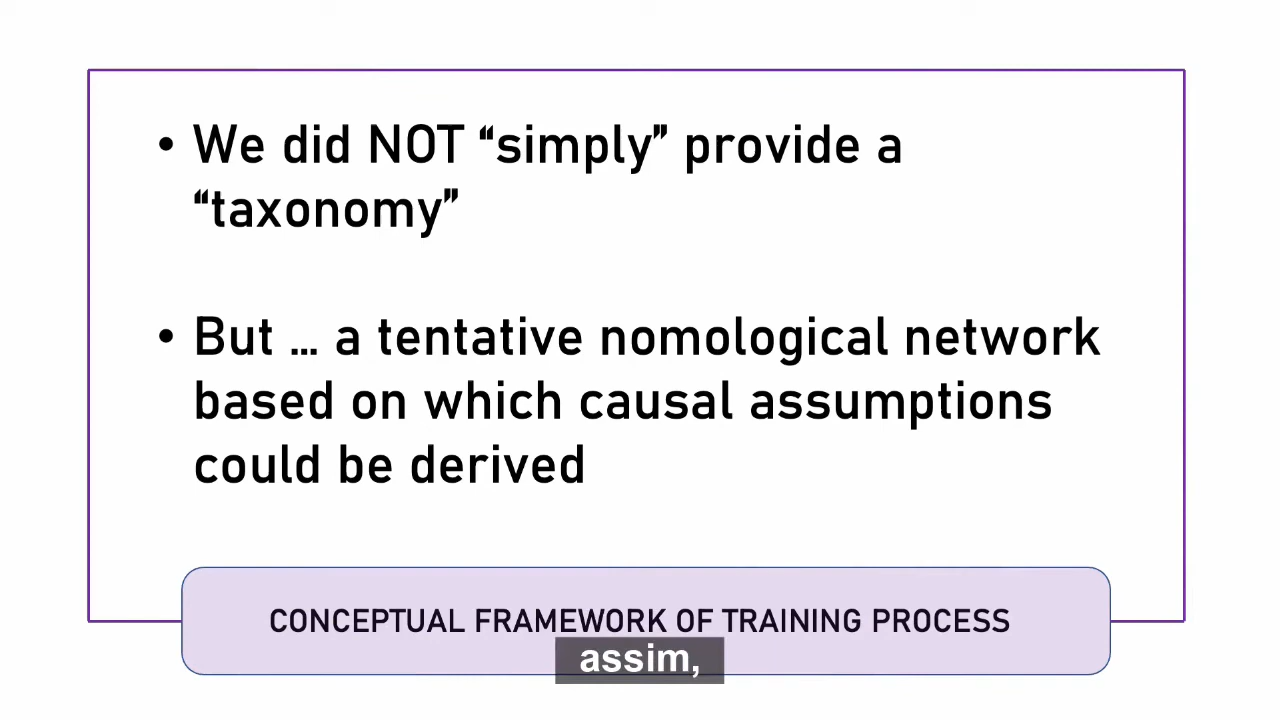 • We did NOT “simply” provide a
“taxonomy”
• But ... a tentative nomological network
based on which causal assumptions
could be derived
CONCEPTUAL FRAMEWORK OF TRAINING PROCESS
assim,